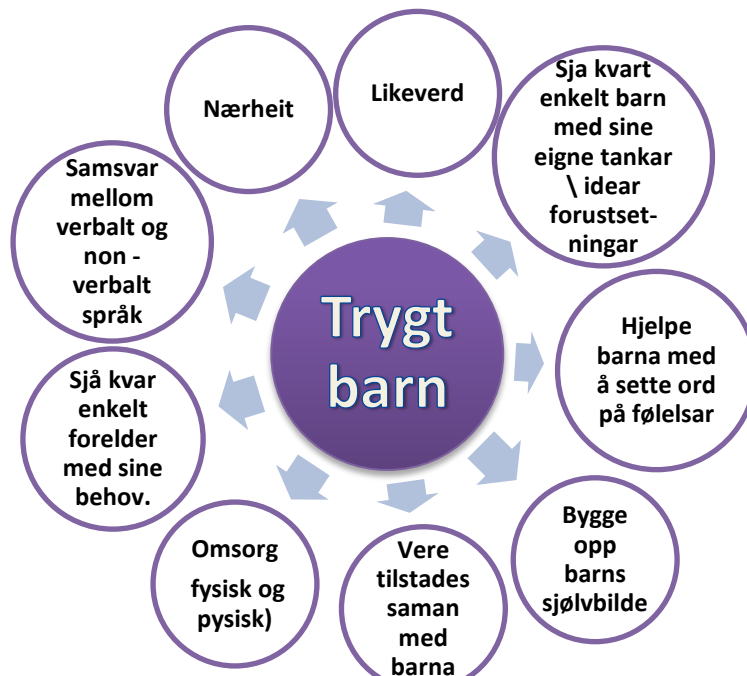 Trygt
barn
Likeverd
Sja kvart
enkelt barn
med sine
eigne tankar
\ idear
forustset-
ningar
Hjelpe
barna med
å sette ord
på følelsar
Bygge
opp
barns
sjølvbilde
Vere
tilstades
saman
med
barna
Omsorg
fysisk og
pysisk)
Sjå kvar
enkelt
forelder
med sine
behov.
Samsvar
mellom
verbalt og
non -
verbalt
språk
Nærheit